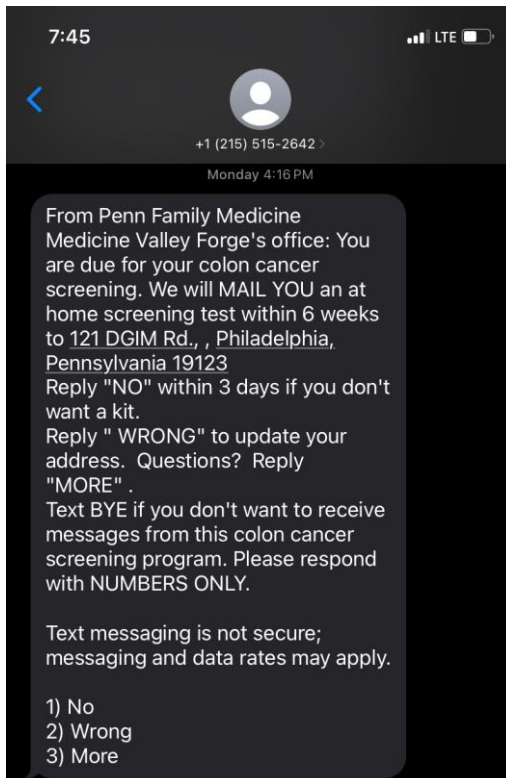 7:45
LTE
+1 (215) 515-2642
Monday 4:16 PM
From Penn Family Medicine
Medicine Valley Forge's office: You
are due for your colon cancer
screening. We will MAIL YOU an at
home screening test within 6 weeks
to 121 DGIM Rd., , Philadelphia,
Pennsylvania 19123
Reply "NO" within 3 days if you don't
want a kit.
Reply " WRONG" to update your
address.  Questions?  Reply
"MORE" .
Text BYE if you don't want to receive
messages from this colon cancer
screening program. Please respond
with NUMBERS ONLY.
Text messaging is not secure;
messaging and data rates may apply.
1) No
2) Wrong
3) More